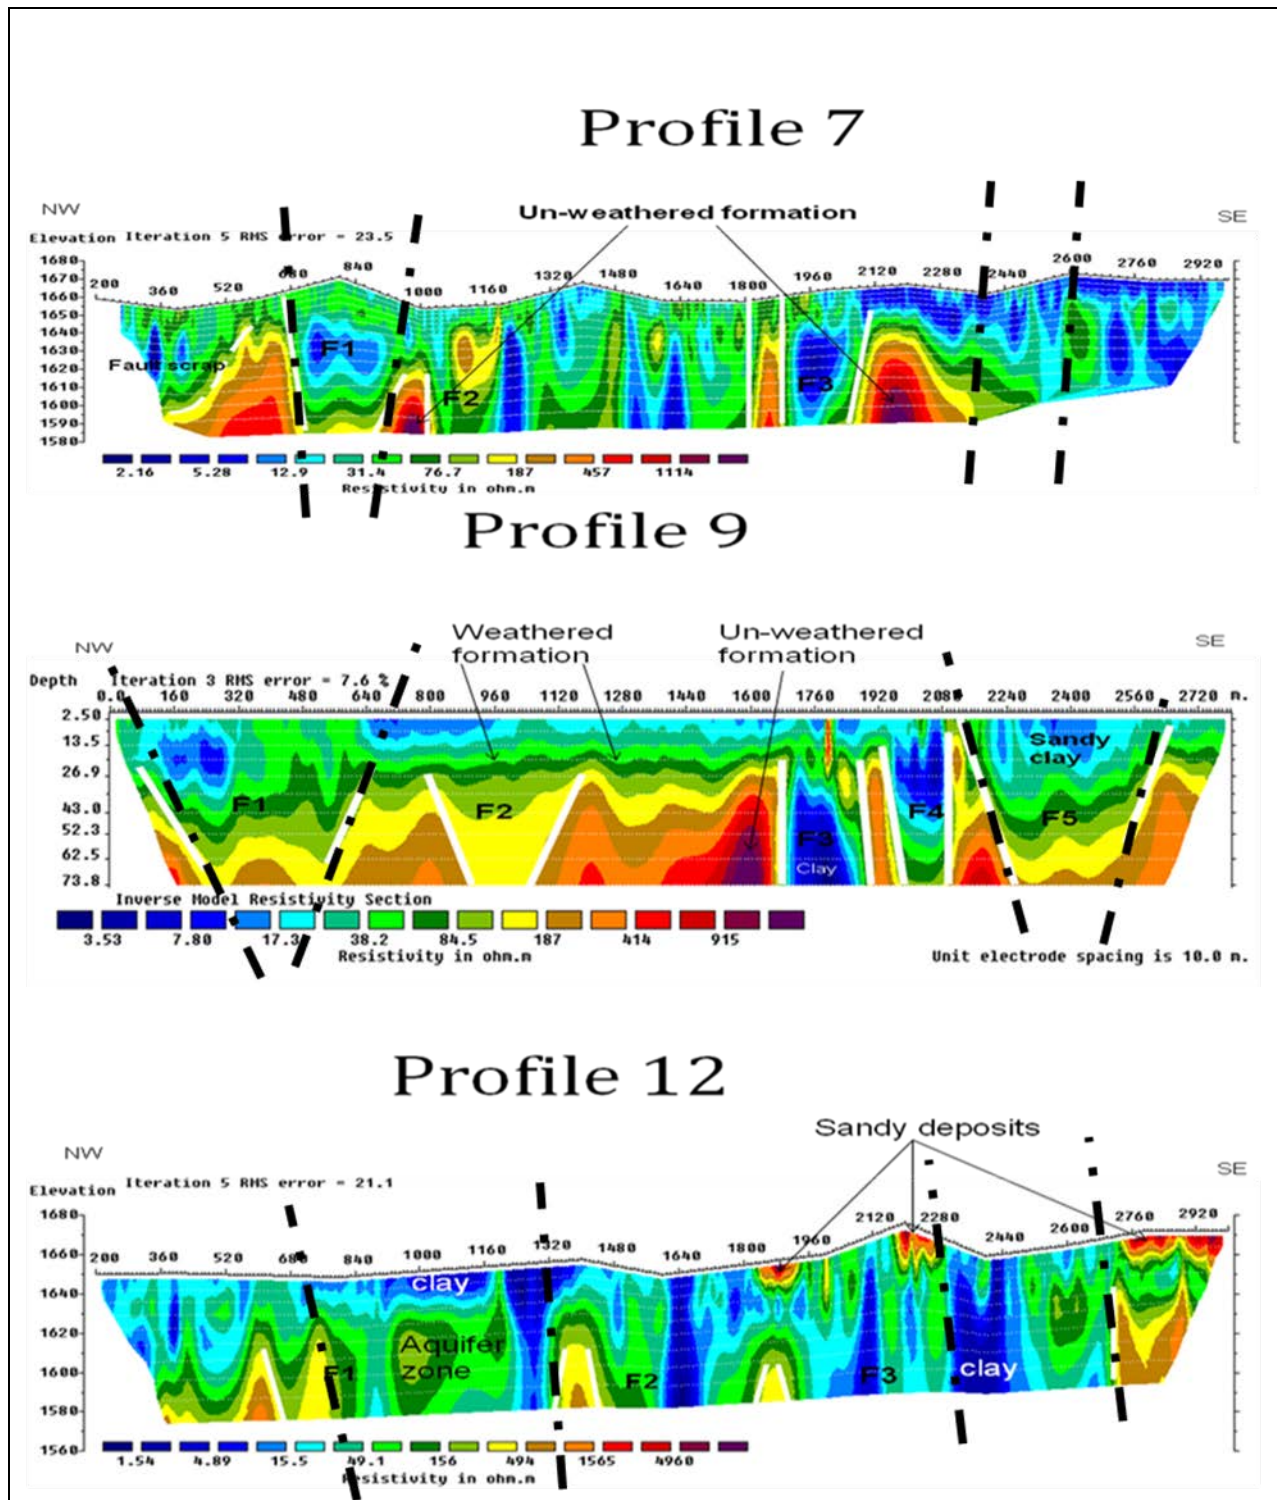 Profile 7
NW
Un-weathered formation
SE
Elevation Iteration 5 RMS error = 23.5
200 360 520 680 840 1000 1160 1320 1480 1640 1800 1960 2120 2280 2440 2600 2760 2920
1680
1670
1660
1650
1640
1630
1620
1610
1600
1590
1580
Fault scrap
F1
F2
F3
2.16 5.28 12.9 31.4 76.7 187 457 1114
Resistivity in ohm.m
Profile 9
NW
Weathered formation
Un-weathered formation
SE
Depth Iteration 3 RMS error = 7.6 %
0.0 160 320 480 640 800 960 1120 1280 1440 1600 1760 1920 2080 2240 2400 2560 2720 m.
2.50
13.5
26.9
43.0
52.3
62.5
73.8
F1
F2
F3
Clay
F4
Sandy clay
F5
Inverse Model Resistivity Section
3.53 7.80 17.3 38.2 84.5 187 414 915
Resistivity in ohm.m
Unit electrode spacing is 10.0 m.
Profile 12
Sandy deposits
NW
SE
Elevation Iteration 5 RMS error = 21.1
200 360 520 680 840 1000 1160 1320 1480 1640 1800 1960 2120 2280 2440 2600 2760 2920
1680
1660
1640
1620
1600
1580
1560
clay
Aquifer zone
F1
F2
F3
clay
1.54 4.89 15.5 49.1 156 494 1565 4960
Resistivity in ohm.m